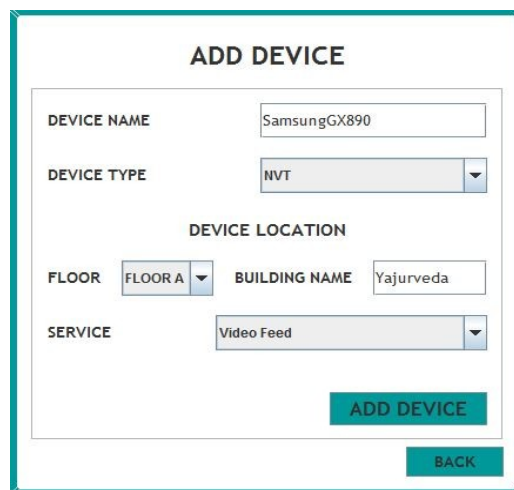 ADD DEVICE
DEVICE NAME SamsungGX890
DEVICE TYPE NVT
DEVICE LOCATION
FLOOR FLOOR A BUILDING NAME Yajurveda
SERVICE Video Feed
ADD DEVICE
BACK